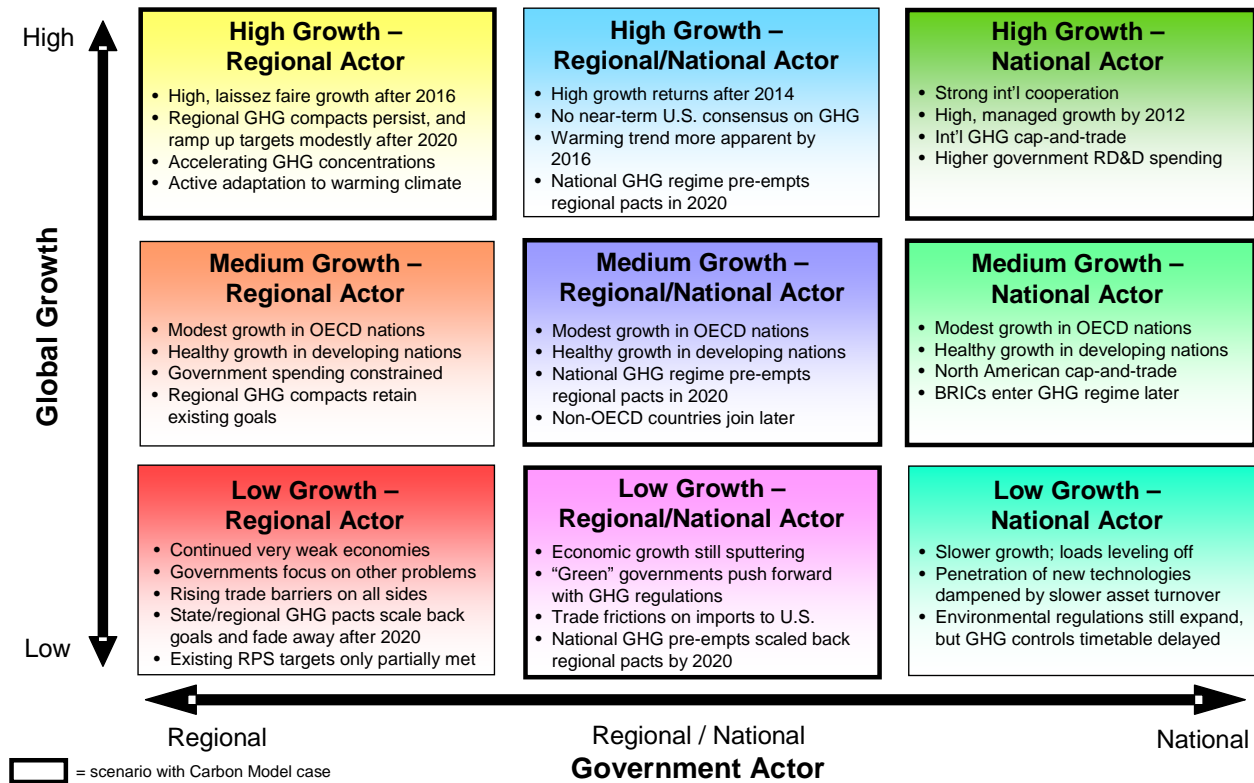 High
Global Growth
Low
High Growth –
Regional Actor
• High, laissez faire growth after 2016
• Regional GHG compacts persist, and
ramp up targets modestly after 2020
• Accelerating GHG concentrations
• Active adaptation to warming climate
High Growth –
Regional/National Actor
• High growth returns after 2014
• No near-term U.S. consensus on GHG
• Warming trend more apparent by
2016
• National GHG regime pre-empts
regional pacts in 2020
High Growth –
National Actor
• Strong int'l cooperation
• High, managed growth by 2012
• Int'l GHG cap-and-trade
• Higher government RD&D spending
Medium Growth –
Regional Actor
• Modest growth in OECD nations
• Healthy growth in developing nations
• Government spending constrained
• Regional GHG compacts retain
existing goals
Medium Growth –
Regional/National Actor
• Modest growth in OECD nations
• Healthy growth in developing nations
• National GHG regime pre-empts
regional pacts in 2020
• Non-OECD countries join later
Medium Growth –
National Actor
• Modest growth in OECD nations
• Healthy growth in developing nations
• North American cap-and-trade
• BRICs enter GHG regime later
Low Growth –
Regional Actor
• Continued very weak economies
• Governments focus on other problems
• Rising trade barriers on all sides
• State/regional GHG pacts scale back
goals and fade away after 2020
• Existing RPS targets only partially met
Low Growth –
Regional/National Actor
• Economic growth still sputtering
• “Green” governments push forward
with GHG regulations
• Trade frictions on imports to U.S.
• National GHG pre-empts scaled back
regional pacts by 2020
Low Growth –
National Actor
• Slower growth; loads leveling off
• Penetration of new technologies
dampened by slower asset turnover
• Environmental regulations still expand,
but GHG controls timetable delayed
Regional
Regional / National
National
Government Actor
= scenario with Carbon Model case